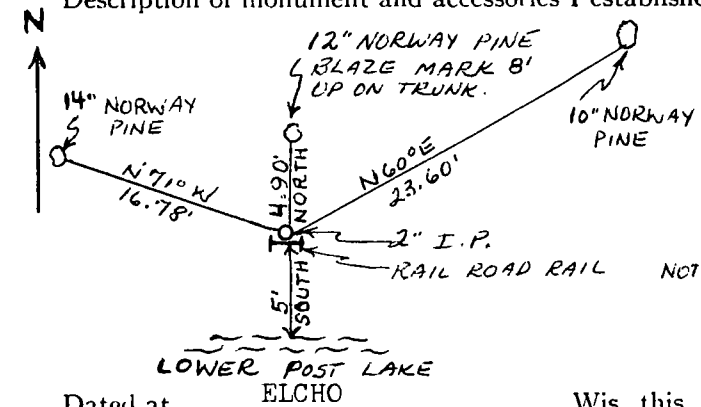 Description of monument and accessories I establishe
N
12" NORWAY PINE
BLAZE MARK 8'
UP ON TRUNK.
14" NORWAY
PINE
10" NORWAY
PINE
N 71° W
16.78'
4.90' NORTH
N60°E
23.60'
2" I.P.
RAIL ROAD RAIL
NOT
5' SOUTH
LOWER POST LAKE
Dated at ELCHO Wis. this